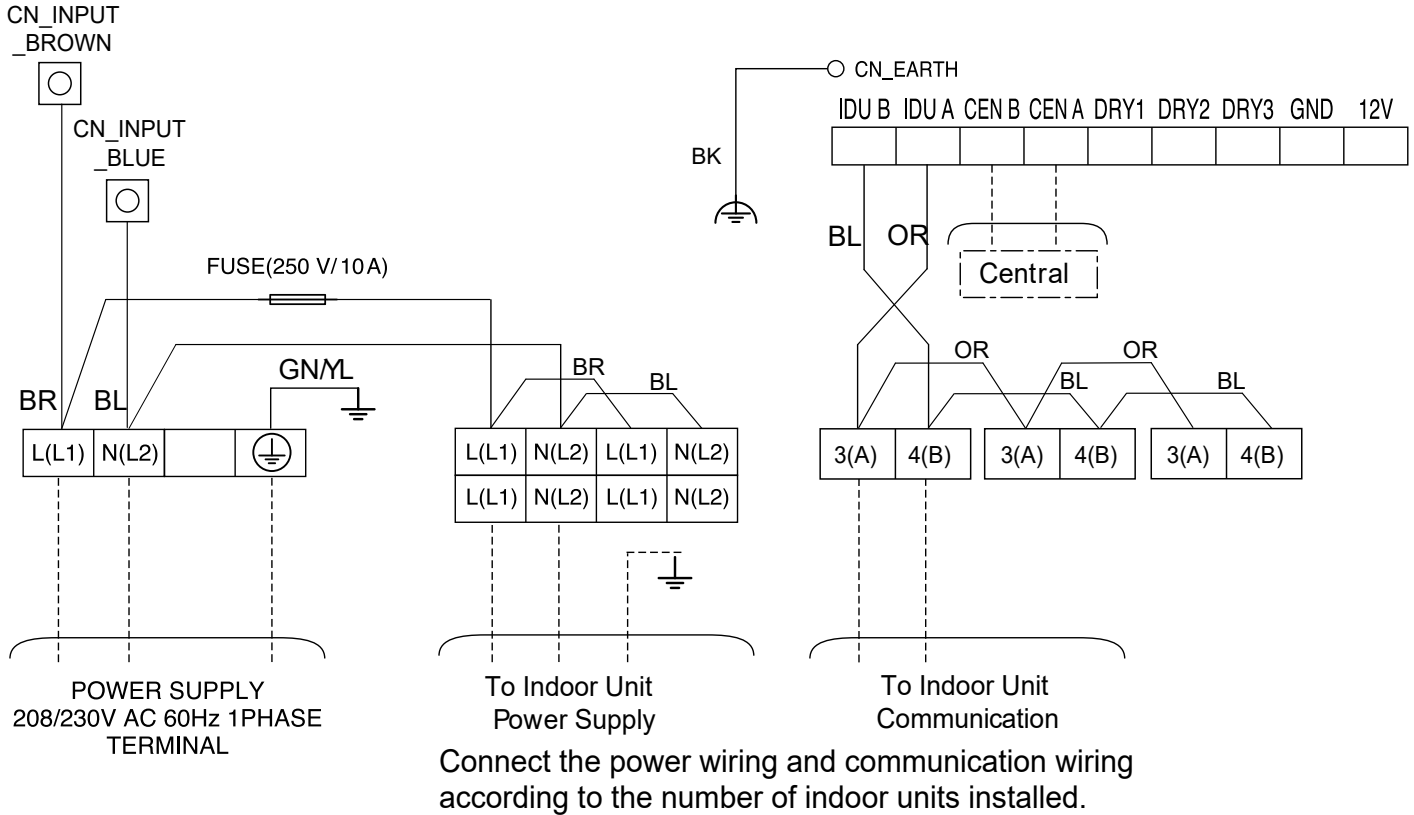 CN_INPUT
_BROWN
CN_INPUT
_BLUE
FUSE(250 V/10A)
GN/YL
BR
BL
L(L1) N(L2)
POWER SUPPLY
208/230V AC 60Hz 1PHASE
TERMINAL
BR
BL
L(L1) N(L2) L(L1) N(L2)
L(L1) N(L2) L(L1) N(L2)
To Indoor Unit
Power Supply
CN_EARTH
BK
IDU B IDU A CEN B CEN A DRY1 DRY2 DRY3 GND 12V
BL OR
Central
OR OR
BL BL
3(A) 4(B) 3(A) 4(B) 3(A) 4(B)
To Indoor Unit
Communication
Connect the power wiring and communication wiring
according to the number of indoor units installed.